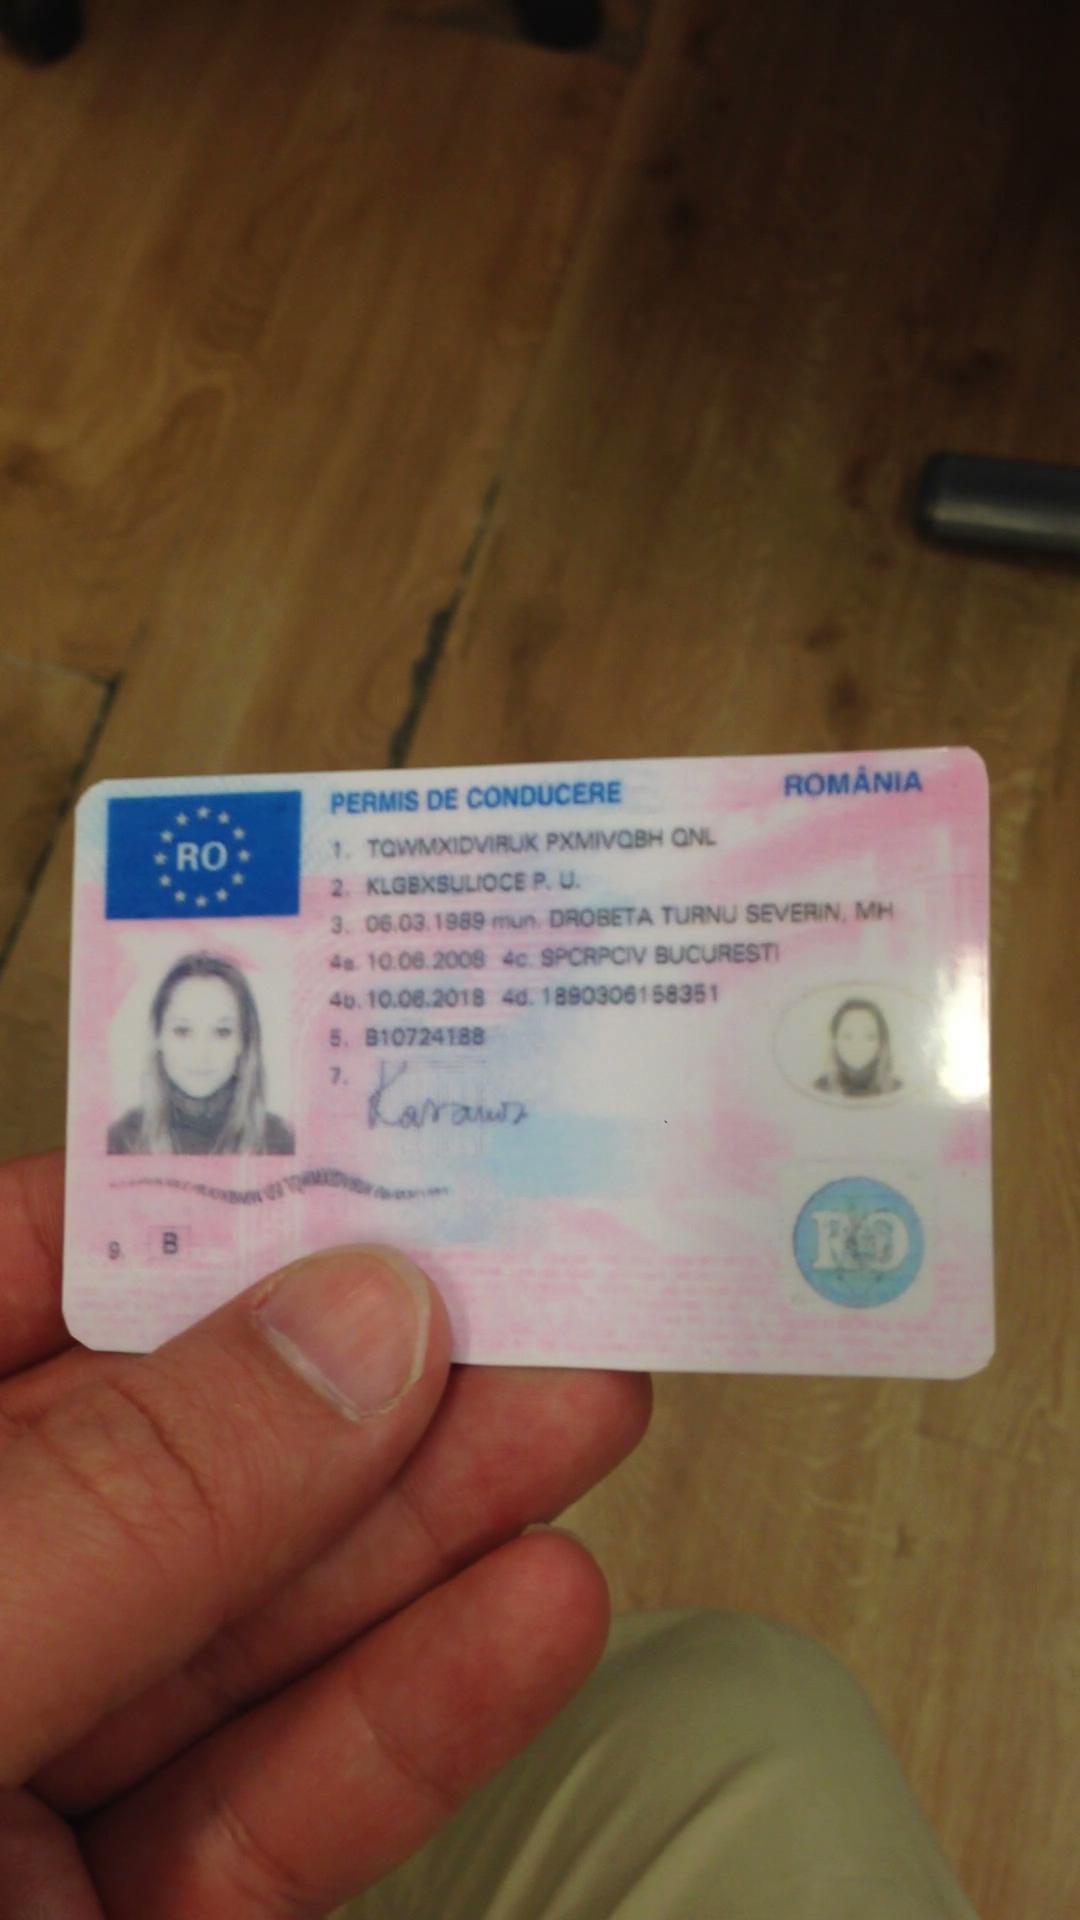 PERMIS DE CONDUCERE ROMÂNIA
RO
1. TQWMXIDVIRUK PXMIVQBH QNL
2. KLGBXSULIOCE P. U.
3. 06.03.1989 mun. DROBETA TURNU SEVERIN, MH
4a. 10.06.2008 4c. SPCRPCIV BUCURESTI
4b. 10.06.2018 4d. 1890306158351
5. B10724188
7.
9. B
RO